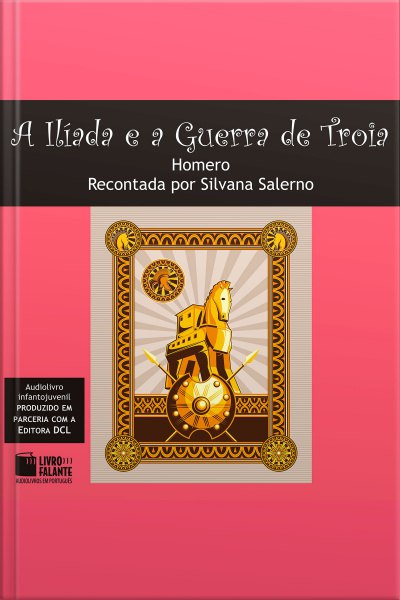 A Ilíada e a Guerra de Troia
Homero
Recontada por Silvana Salerno
Audiolivro
infantojuvenil
PRODUZIDO EM
PARCERIA COM A
EDITORA DCL
LIVRO
FALANTE
AUDIOLIVROS EM PORTUGUÊS